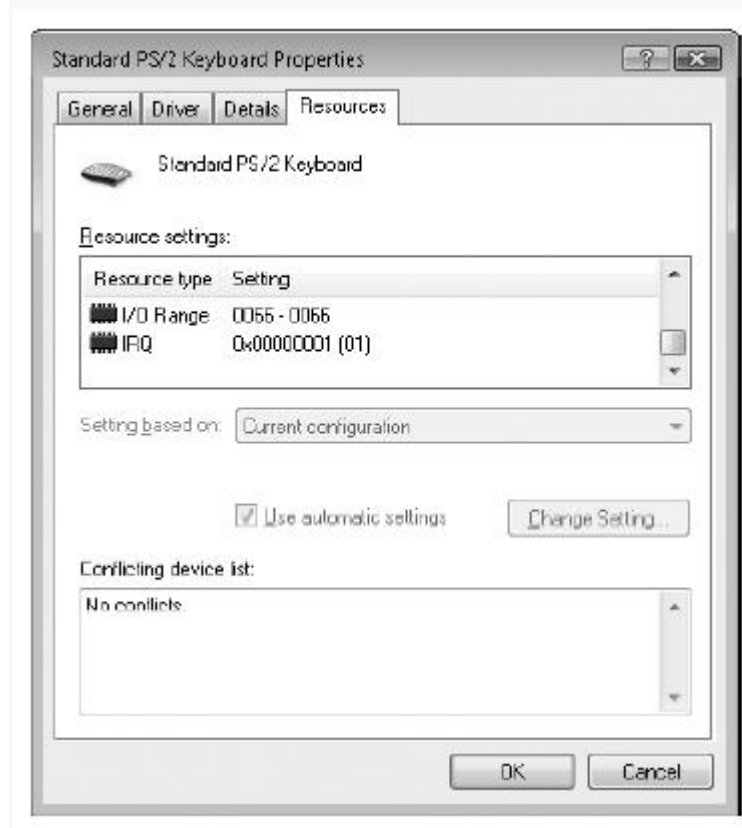 Standard PS/2 Keyboard Properties
General Driver Details Resources
Standard PS/2 Keyboard
Resource settings:
Resource type Setting
I/O Range 0066 - 0066
IRQ 0x00000001 (01)
Setting based on: Current configuration
Use automatic settings Change Setting...
Conflicting device list:
No conflicts.
OK Cancel